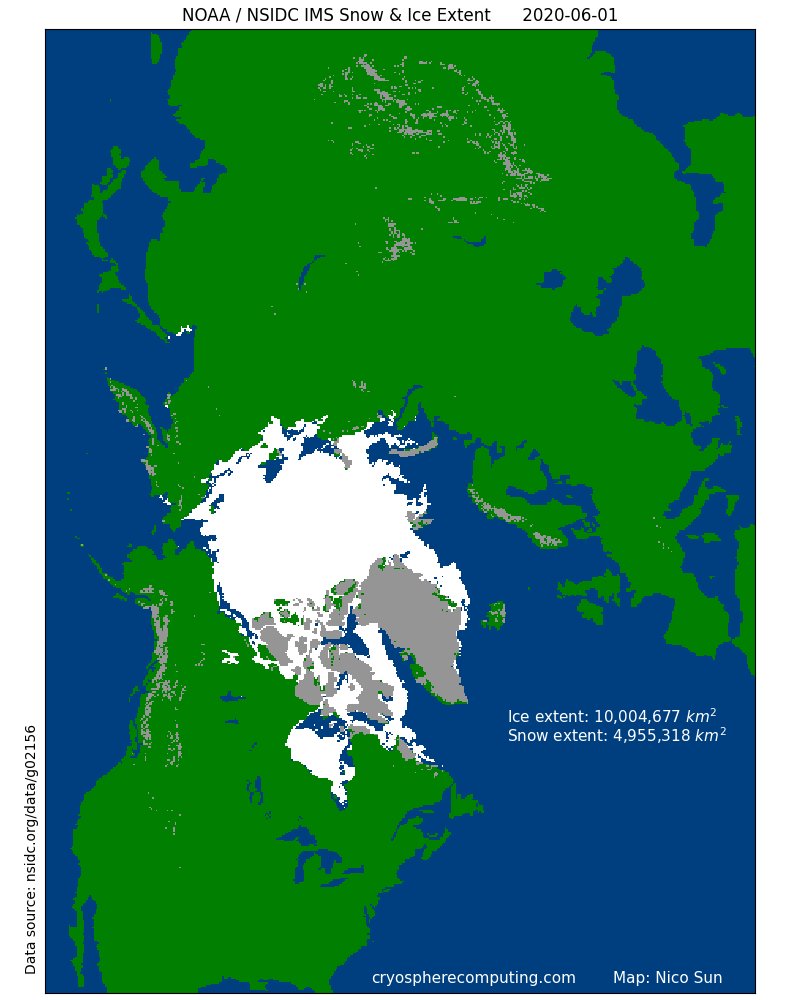 NOAA / NSIDC IMS Snow & Ice Extent 2020-06-01
Ice extent: 10,004,677 km²
Snow extent: 4,955,318 km²
Data source: nsidc.org/data/g02156
cryospherecomputing.com Map: Nico Sun